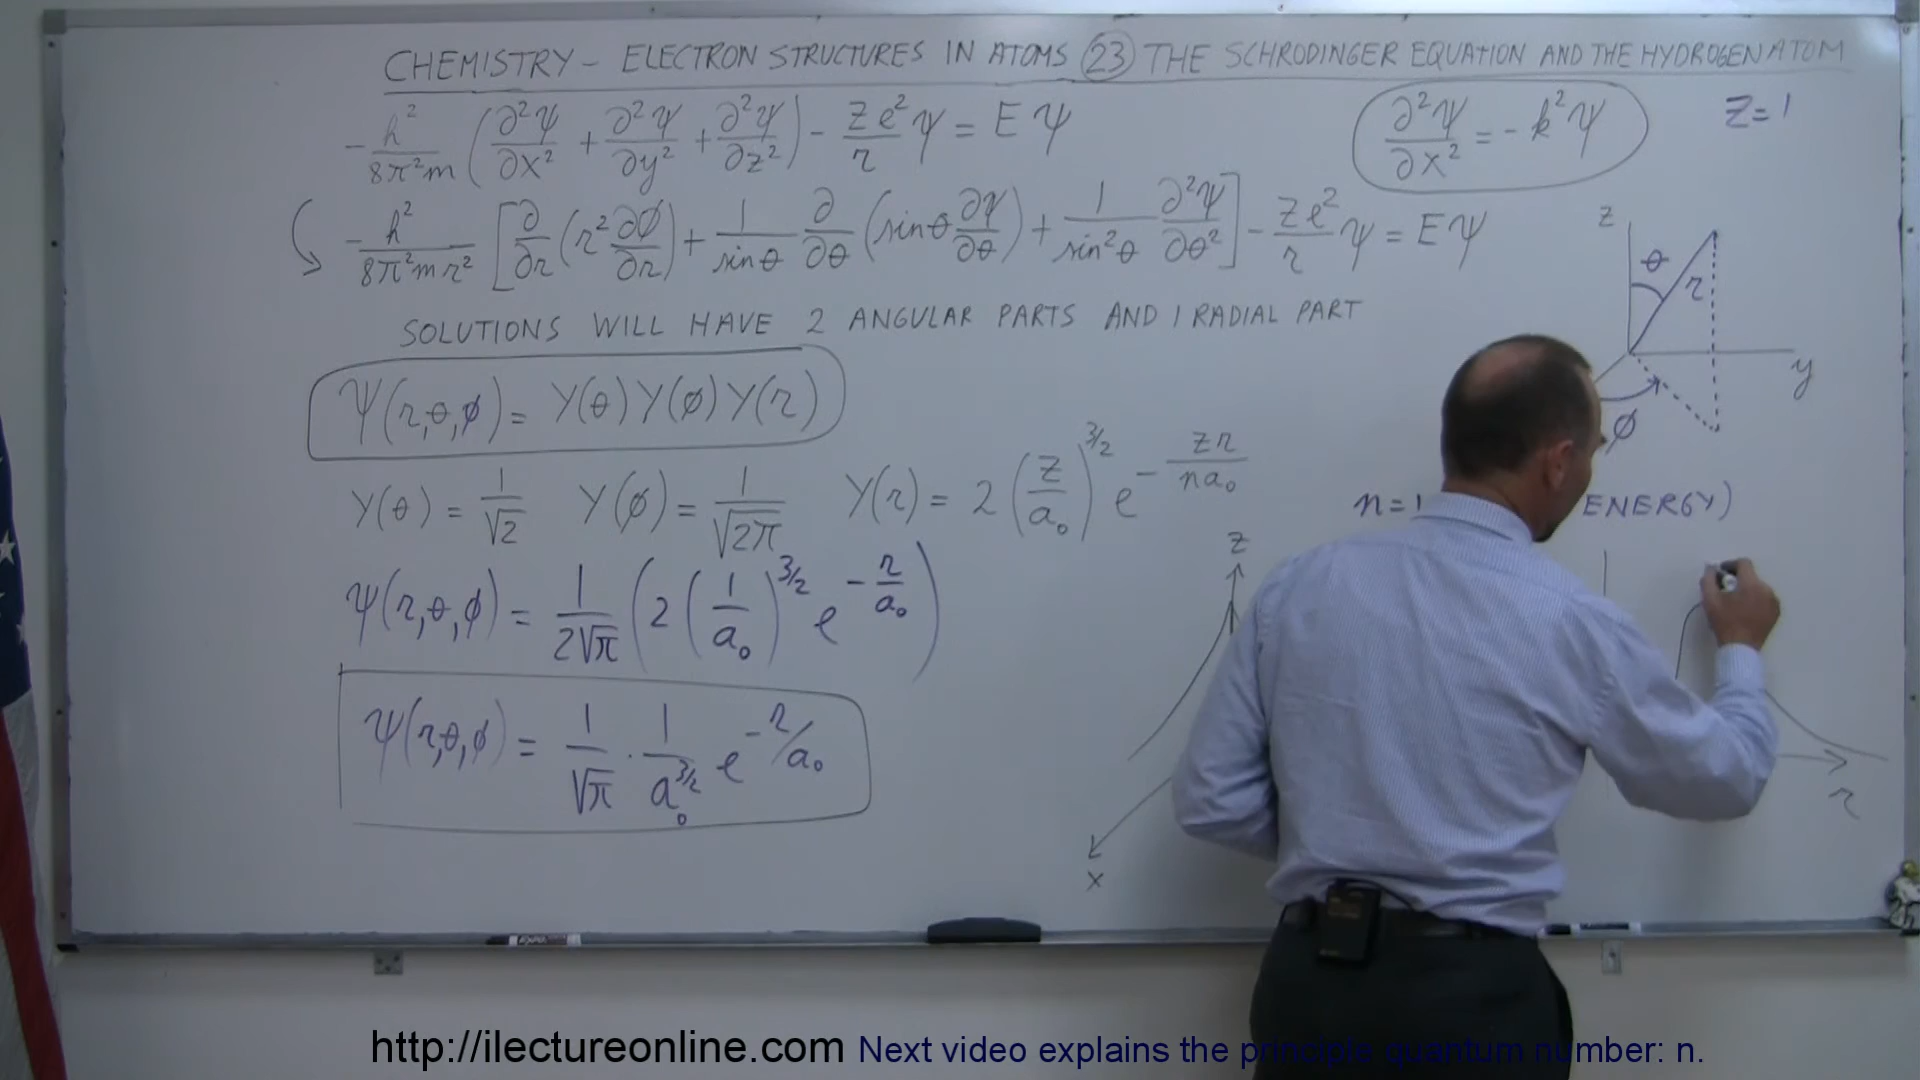 CHEMISTRY - ELECTRON STRUCTURES IN ATOMS (23) THE SCHRODINGER EQUATION AND THE HYDROGEN ATOM
-h²/8π²m (∂²ψ/∂x² + ∂²ψ/∂y² + ∂²ψ/∂z²) - Ze²/r ψ = Eψ
∂²ψ/∂x² = -k²ψ
Z=1
-h²/8π²mr² [∂/∂r (r² ∂ϕ/∂r) + 1/sinθ ∂/∂θ (sinθ ∂ψ/∂θ) + 1/sin²θ ∂²ψ/∂θ²] - Ze²/r ψ = Eψ
z
θ
r
y
ϕ
SOLUTIONS WILL HAVE 2 ANGULAR PARTS AND 1 RADIAL PART
ψ(r,θ,ϕ) = Y(θ)Y(ϕ)Y(r)
Y(θ) = 1/√2 Y(ϕ) = 1/√2π Y(r) = 2 (Z/a₀)^3/2 e^-Zr/na₀
n=1 ENERGY)
ψ(r,θ,ϕ) = 1/2√π (2 (1/a₀)^3/2 e^-r/a₀)
z
ψ(r,θ,ϕ) = 1/√π · 1/a₀^3/2 e^-r/a₀
r
x
http://ilectureonline.com Next video explains the principle quantum number: n.